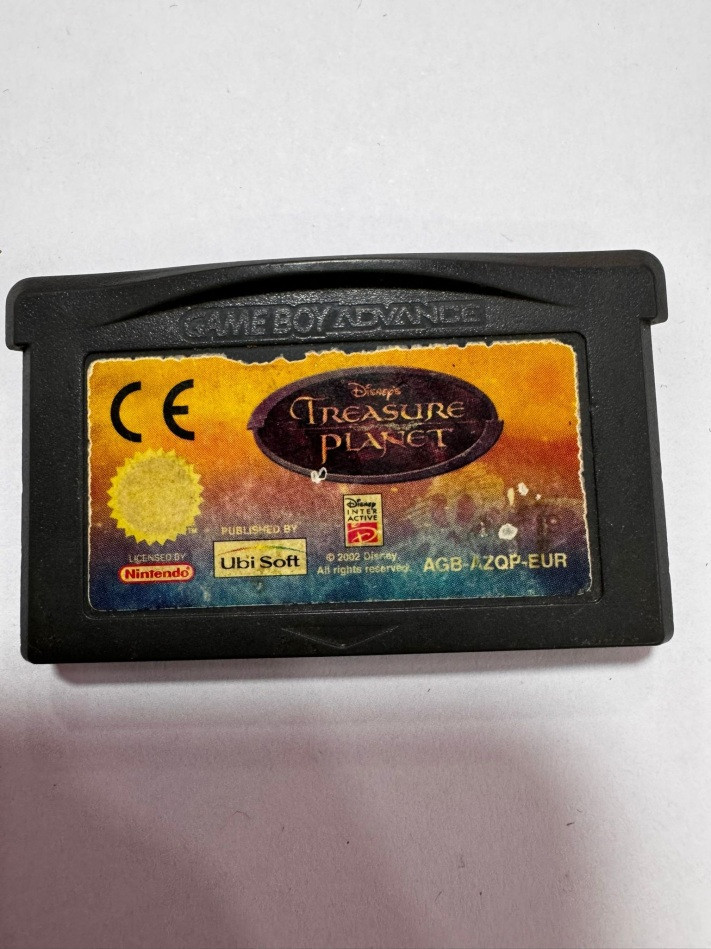 GAME BOY ADVANCE
CE
Disney's
TREASURE
PLANET
TM
LICENSED BY
Nintendo
PUBLISHED BY
Ubi Soft
Disney
INTER
ACTIVE
D
© 2002 Disney
All rights reserved.
AGB-AZQP-EUR